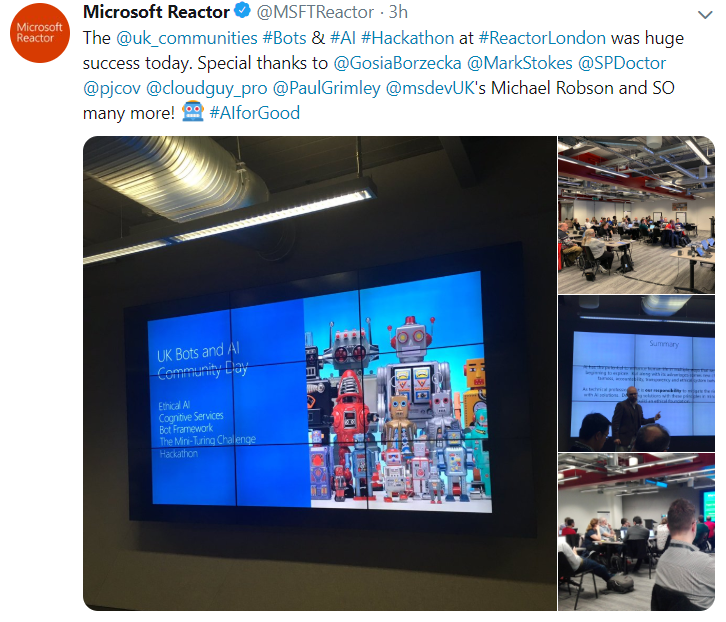 Microsoft Reactor @MSFTReactor · 3h
Microsoft
Reactor
The @uk_communities #Bots & #AI #Hackathon at #ReactorLondon was huge
success today. Special thanks to @GosiaBorzecka @MarkStokes @SPDoctor
@pjcov @cloudguy_pro @PaulGrimley @msdevUK's Michael Robson and SO
many more! #AIforGood
UK Bots and AI
Community Day
Ethical AI
Cognitive Services
Bot Framework
The Mini-Turing Challenge
Hackathon
Summary
our responsibility